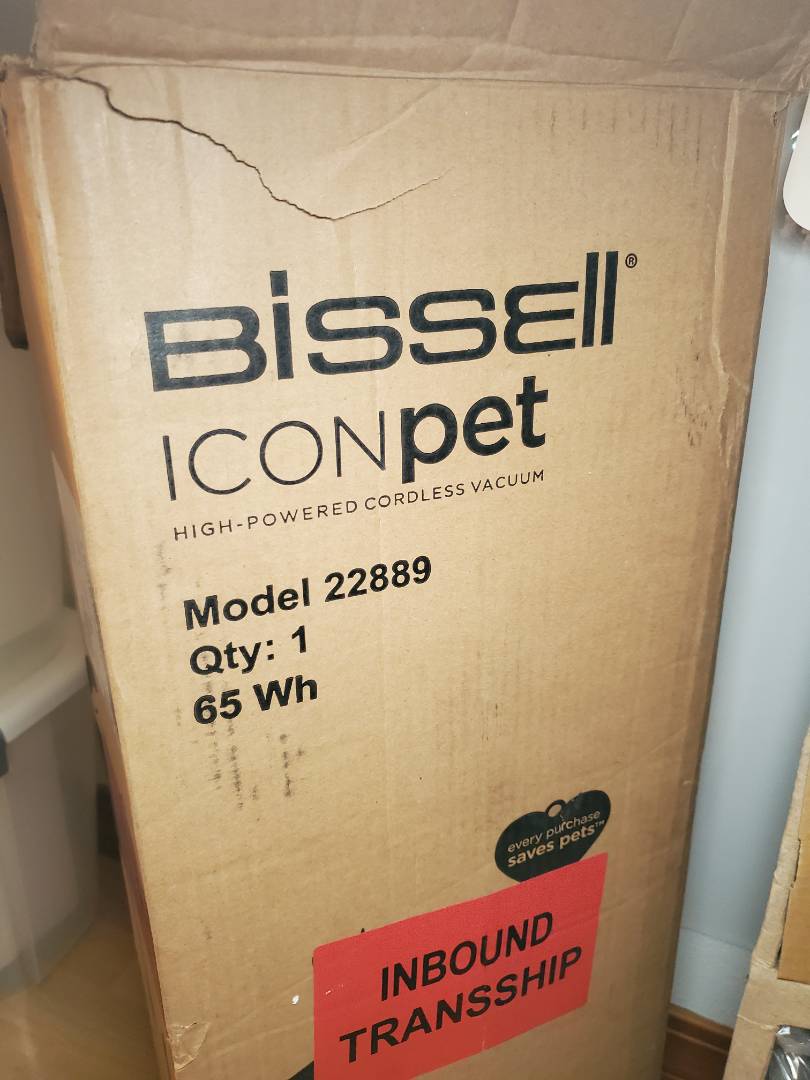 BISSELL®
ICONpet
HIGH-POWERED CORDLESS VACUUM
Model 22889
Qty: 1
65 Wh
every purchase
saves pets™
INBOUND
TRANSSHIP